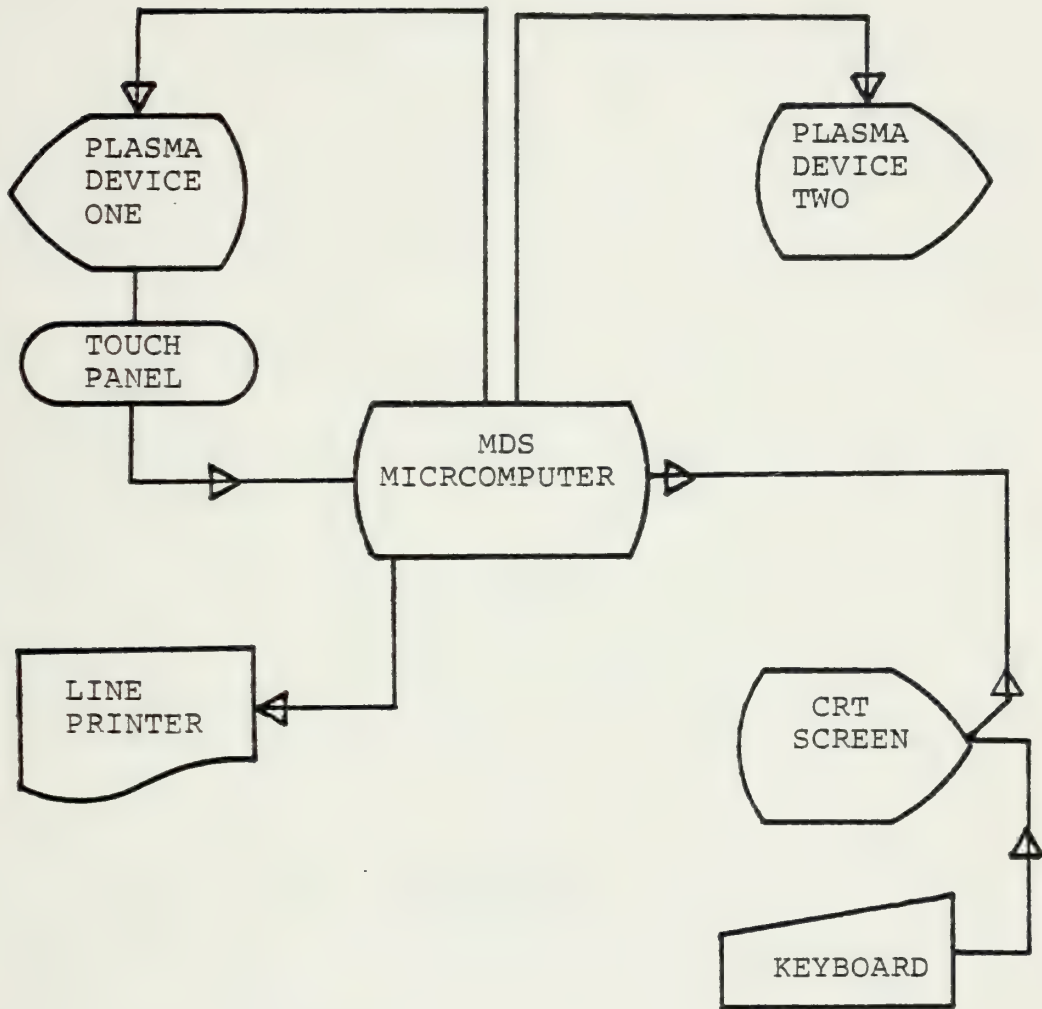 PLASMA
DEVICE
ONE
PLASMA
DEVICE
TWO
TOUCH
PANEL
MDS
MICRCOMPUTER
LINE
PRINTER
CRT
SCREEN
KEYBOARD